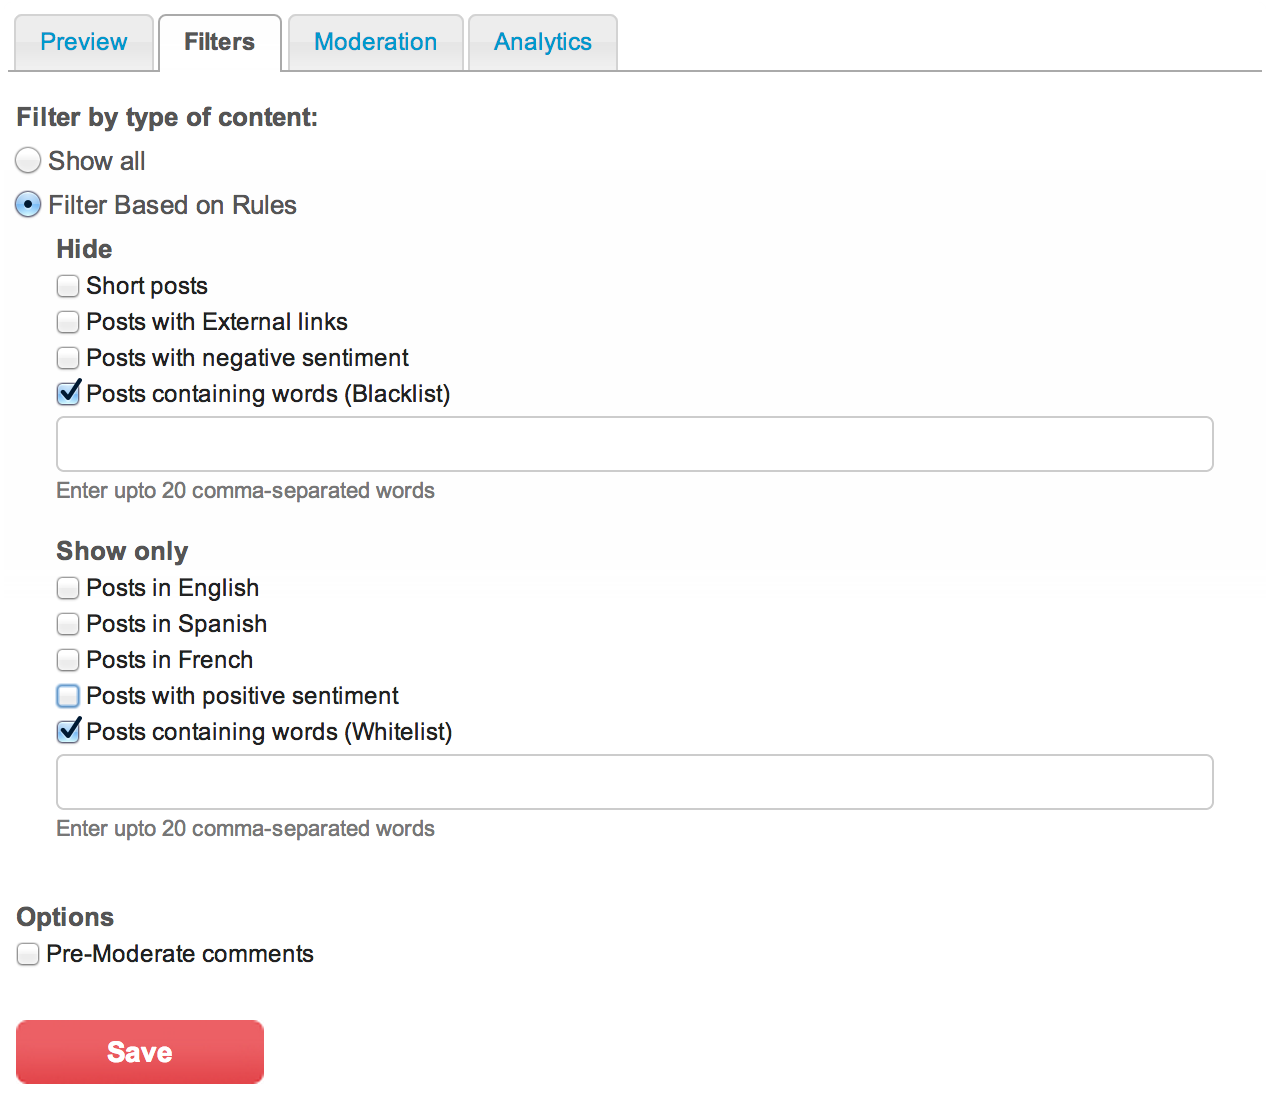 Preview Filters Moderation Analytics
Filter by type of content:
Show all
Filter Based on Rules
Hide
Short posts
Posts with External links
Posts with negative sentiment
Posts containing words (Blacklist)
Enter upto 20 comma-separated words
Show only
Posts in English
Posts in Spanish
Posts in French
Posts with positive sentiment
Posts containing words (Whitelist)
Enter upto 20 comma-separated words
Options
Pre-Moderate comments
Save